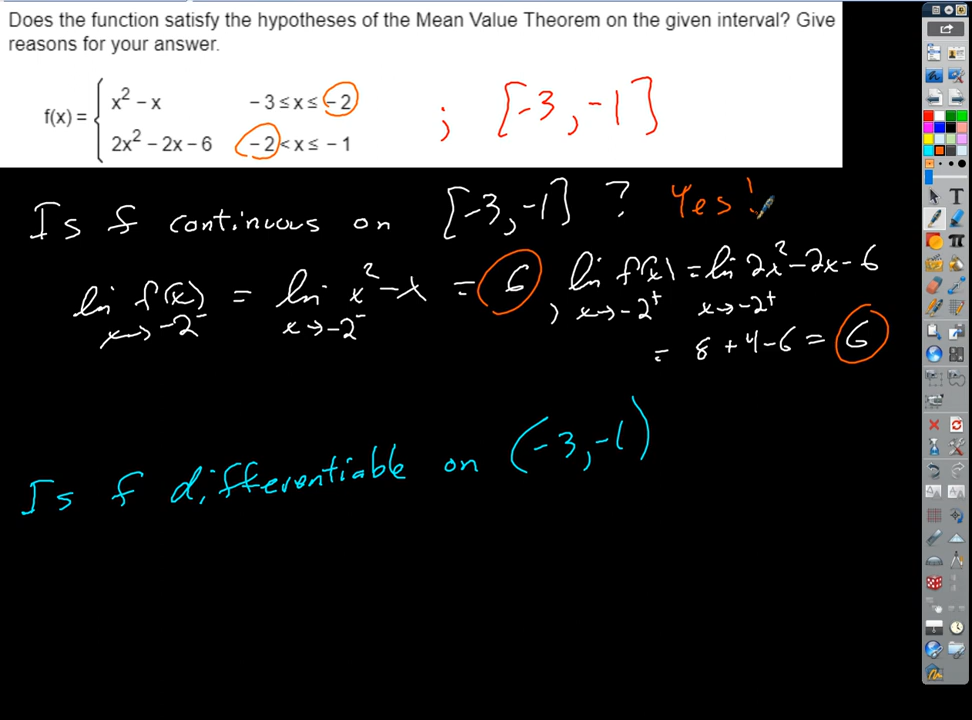 Does the function satisfy the hypotheses of the Mean Value Theorem on the given interval? Give
reasons for your answer.
f(x) = { x² − x   − 3 ≤ x ≤ − 2
2x² − 2x − 6   − 2 < x ≤ − 1
; [-3, -1]
Is f continuous on [-3, -1] ? Yes!
lim x→-2⁻ f(x) = lim x→-2⁻ x² - x = 6 , lim x→-2⁺ f(x) = lim x→-2⁺ 2x² - 2x - 6
= 8 + 4 - 6 = 6
Is f differentiable on (-3, -1)